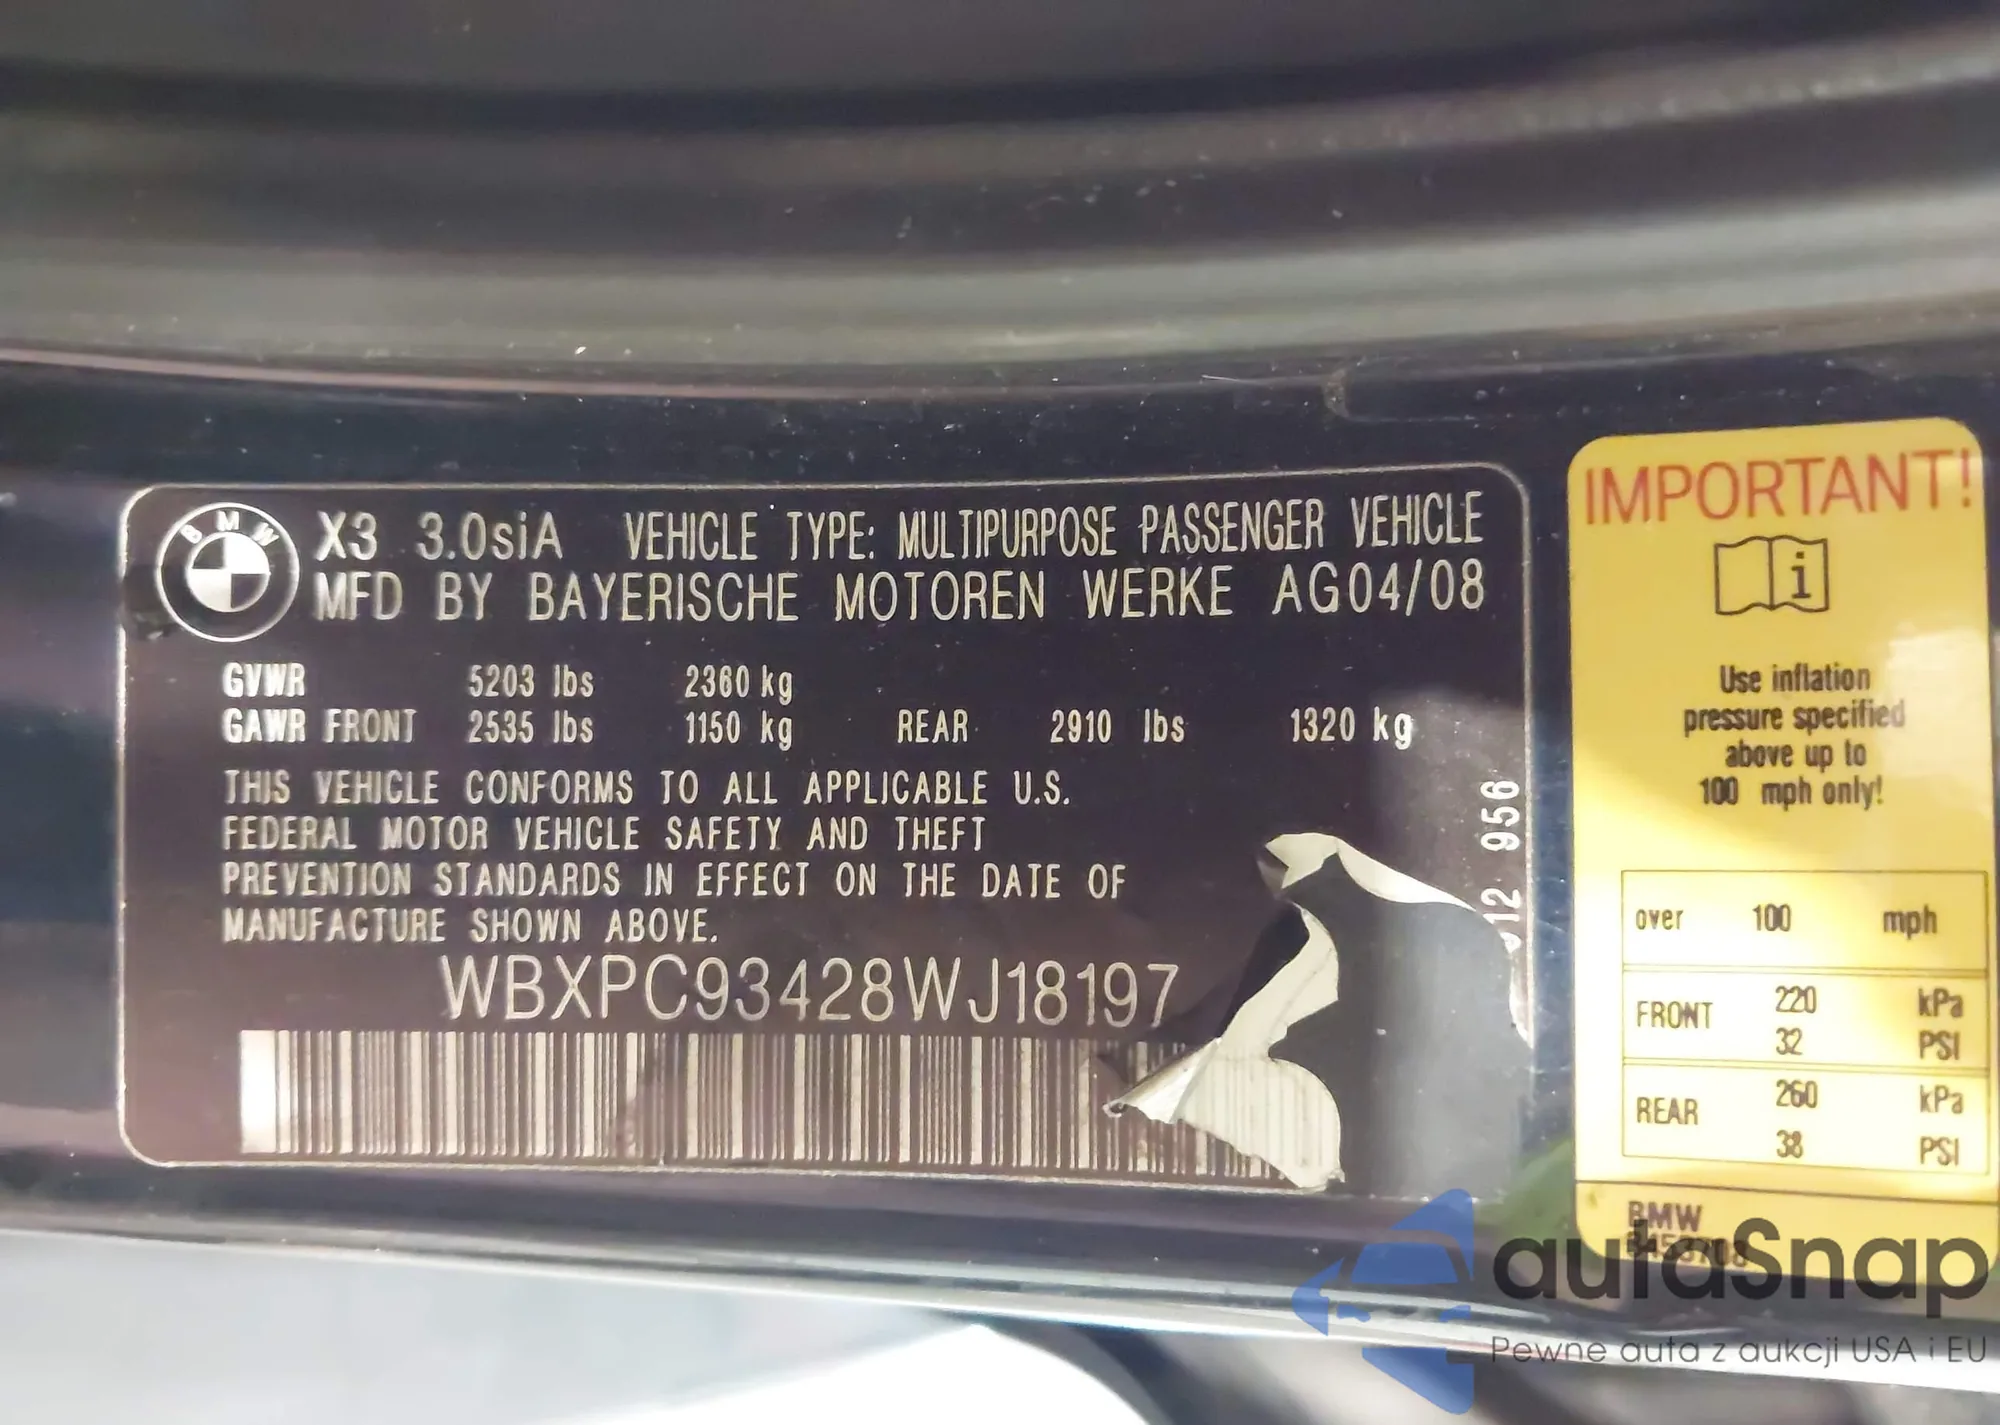 BMW
X3 3.0siA VEHICLE TYPE: MULTIPURPOSE PASSENGER VEHICLE
MFD BY BAYERISCHE MOTOREN WERKE AG04/08
GVWR 5203 lbs 2360 kg
GAWR FRONT 2535 lbs 1150 kg REAR 2910 lbs 1320 kg
THIS VEHICLE CONFORMS TO ALL APPLICABLE U.S.
FEDERAL MOTOR VEHICLE SAFETY AND THEFT
PREVENTION STANDARDS IN EFFECT ON THE DATE OF
MANUFACTURE SHOWN ABOVE.
WBXPC93428WJ18197
956
IMPORTANT!
i
Use inflation
pressure specified
above up to
100 mph only!
over 100 mph
FRONT 220 kPa
32 PSI
REAR 260 kPa
38 PSI
BMW
autaSnap
Pewne auta z aukcji USA i EU